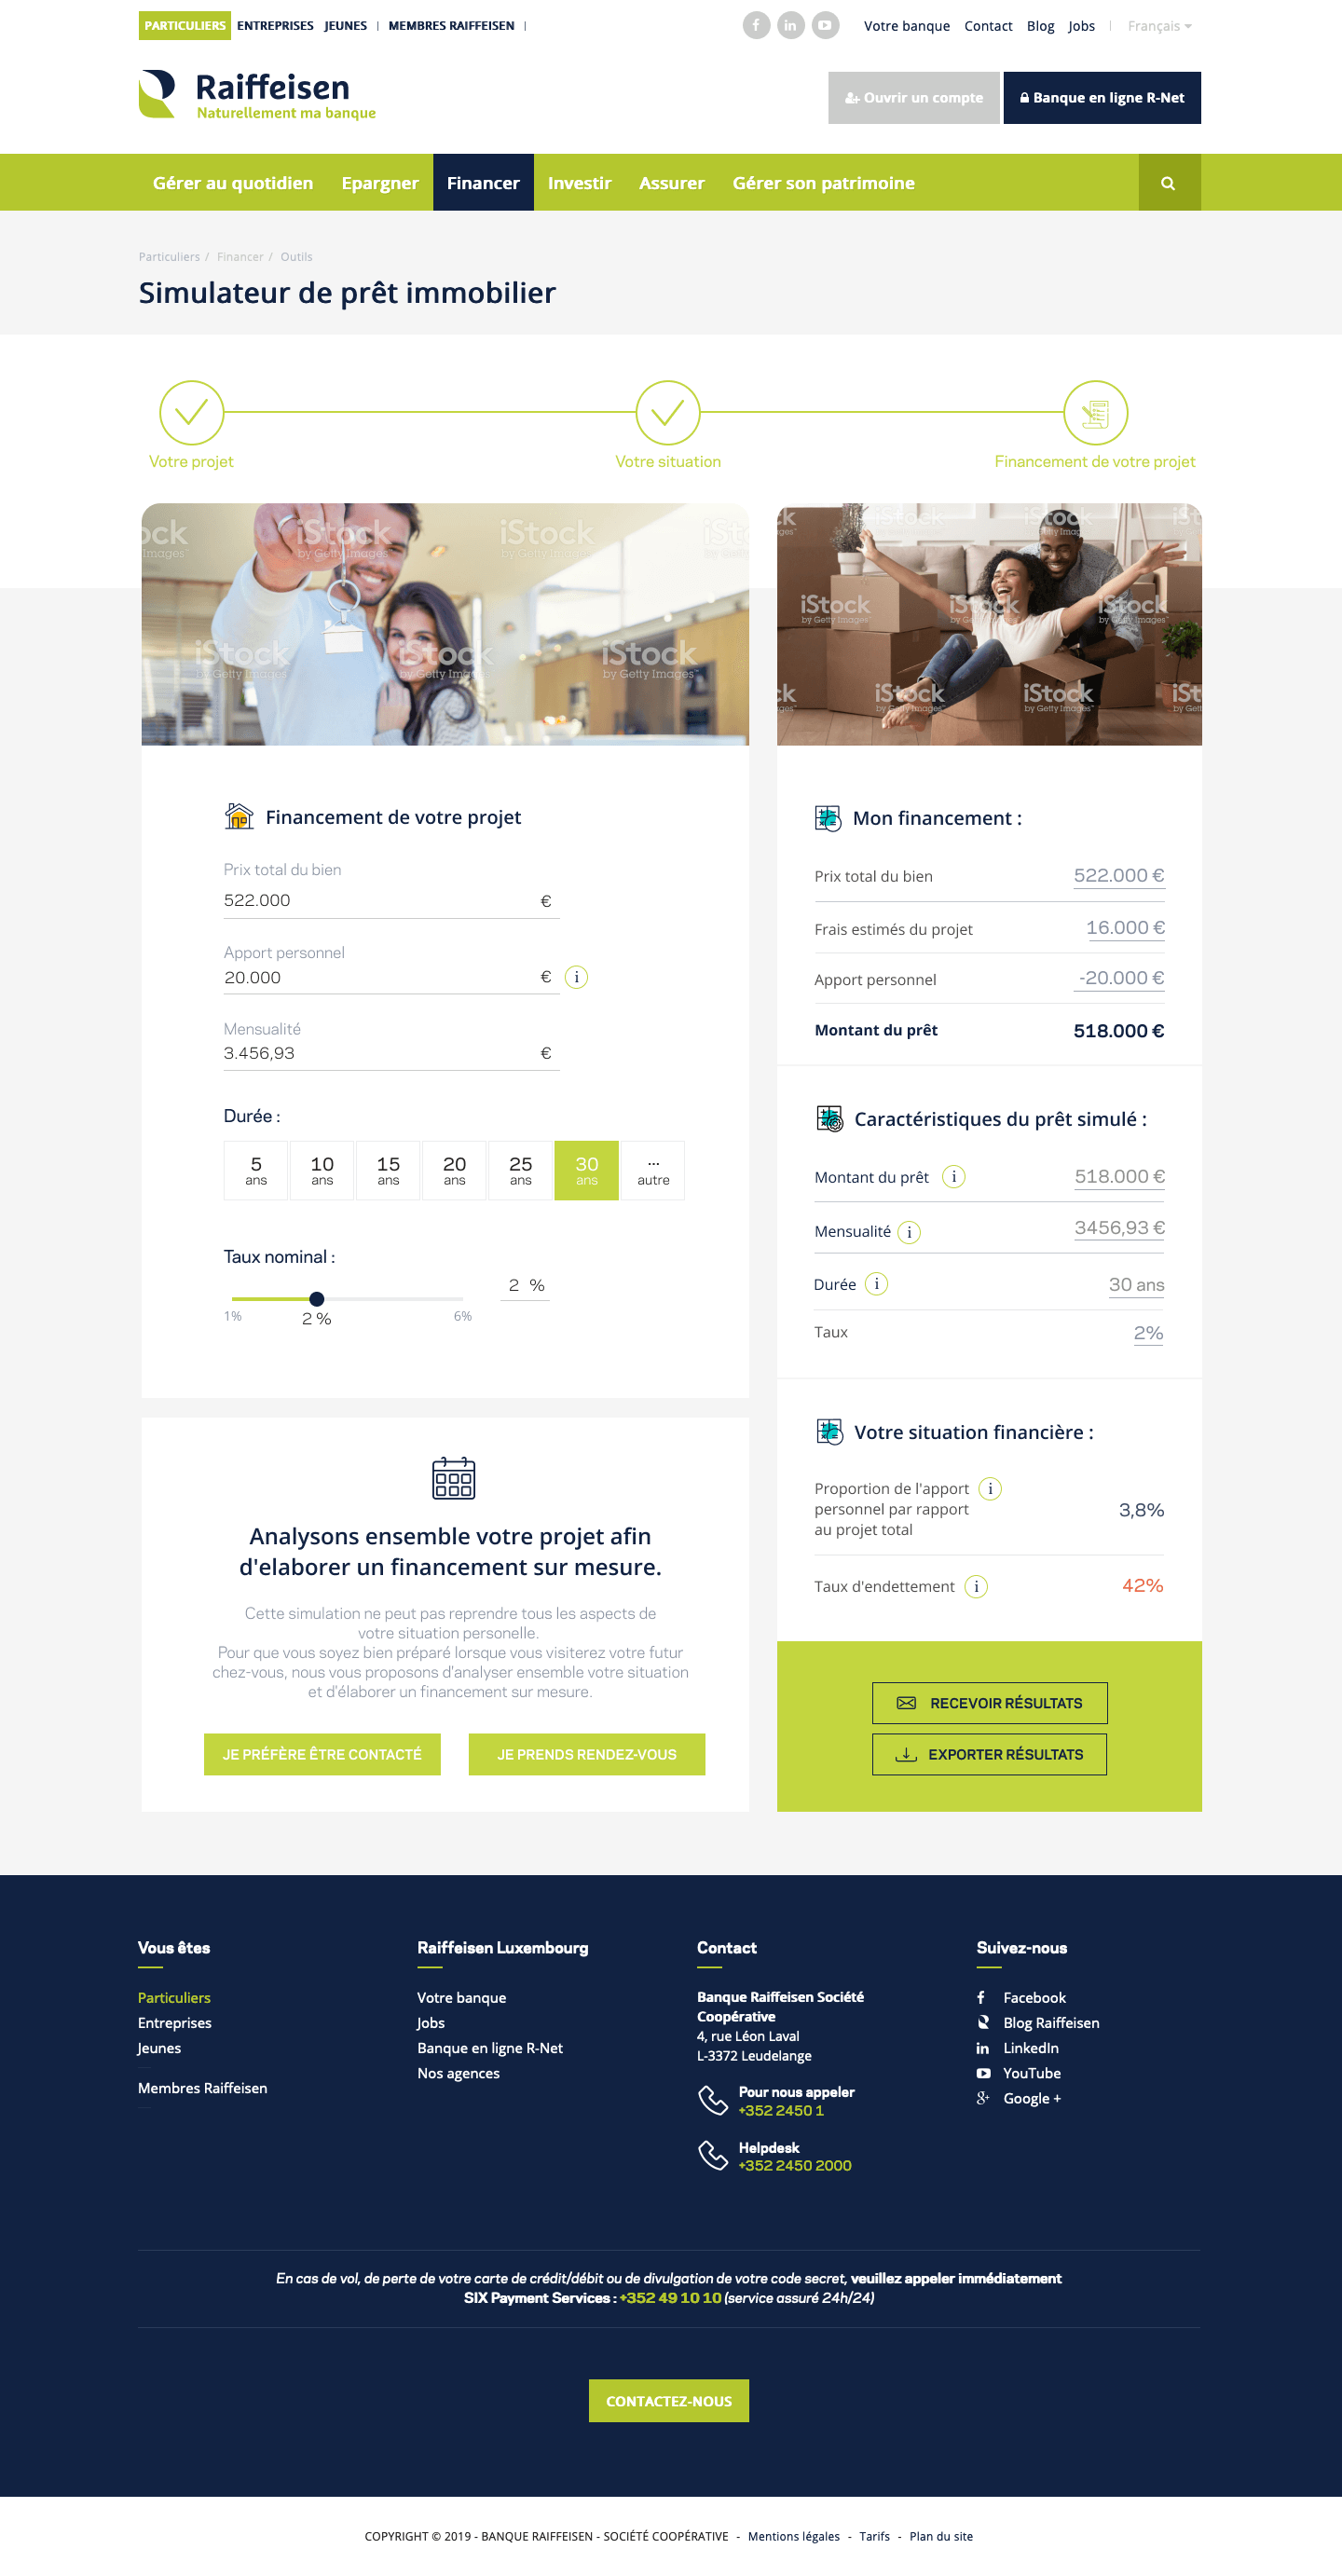 PARTICULIERS ENTREPRISES JEUNES | MEMBRES RAIFFEISEN |
Votre banque Contact Blog Jobs | Français
Raiffeisen
Naturellement ma banque
Ouvrir un compte
Banque en ligne R-Net
Gérer au quotidien Epargner Financer Investir Assurer Gérer son patrimoine
Particuliers / Financer / Outils
Simulateur de prêt immobilier
Votre projet
Votre situation
Financement de votre projet
iStock
by Getty Images
Financement de votre projet
Prix total du bien
522.000 €
Apport personnel
20.000 € i
Mensualité
3.456,93 €
Durée :
5 ans
10 ans
15 ans
20 ans
25 ans
30 ans
... autre
Taux nominal :
2 %
1% 2 % 6%
Analysons ensemble votre projet afin
d'elaborer un financement sur mesure.
Cette simulation ne peut pas reprendre tous les aspects de
votre situation personelle.
Pour que vous soyez bien préparé lorsque vous visiterez votre futur
chez-vous, nous vous proposons d'analyser ensemble votre situation
et d'élaborer un financement sur mesure.
JE PRÉFÈRE ÊTRE CONTACTÉ
JE PRENDS RENDEZ-VOUS
iStock
by Getty Images
Mon financement :
Prix total du bien 522.000 €
Frais estimés du projet 16.000 €
Apport personnel -20.000 €
Montant du prêt 518.000 €
Caractéristiques du prêt simulé :
Montant du prêt i 518.000 €
Mensualité i 3456,93 €
Durée i 30 ans
Taux 2%
Votre situation financière :
Proportion de l'apport i
personnel par rapport 3,8%
au projet total
Taux d'endettement i 42%
RECEVOIR RÉSULTATS
EXPORTER RÉSULTATS
Vous êtes
Particuliers
Entreprises
Jeunes
Membres Raiffeisen
Raiffeisen Luxembourg
Votre banque
Jobs
Banque en ligne R-Net
Nos agences
Contact
Banque Raiffeisen Société
Coopérative
4, rue Léon Laval
L-3372 Leudelange
Pour nous appeler
+352 2450 1
Helpdesk
+352 2450 2000
Suivez-nous
Facebook
Blog Raiffeisen
LinkedIn
YouTube
Google +
En cas de vol, de perte de votre carte de crédit/débit ou de divulgation de votre code secret, veuillez appeler immédiatement
SIX Payment Services : +352 49 10 10 (service assuré 24h/24)
CONTACTEZ-NOUS
COPYRIGHT © 2019 - BANQUE RAIFFEISEN - SOCIÉTÉ COOPÉRATIVE - Mentions légales - Tarifs - Plan du site